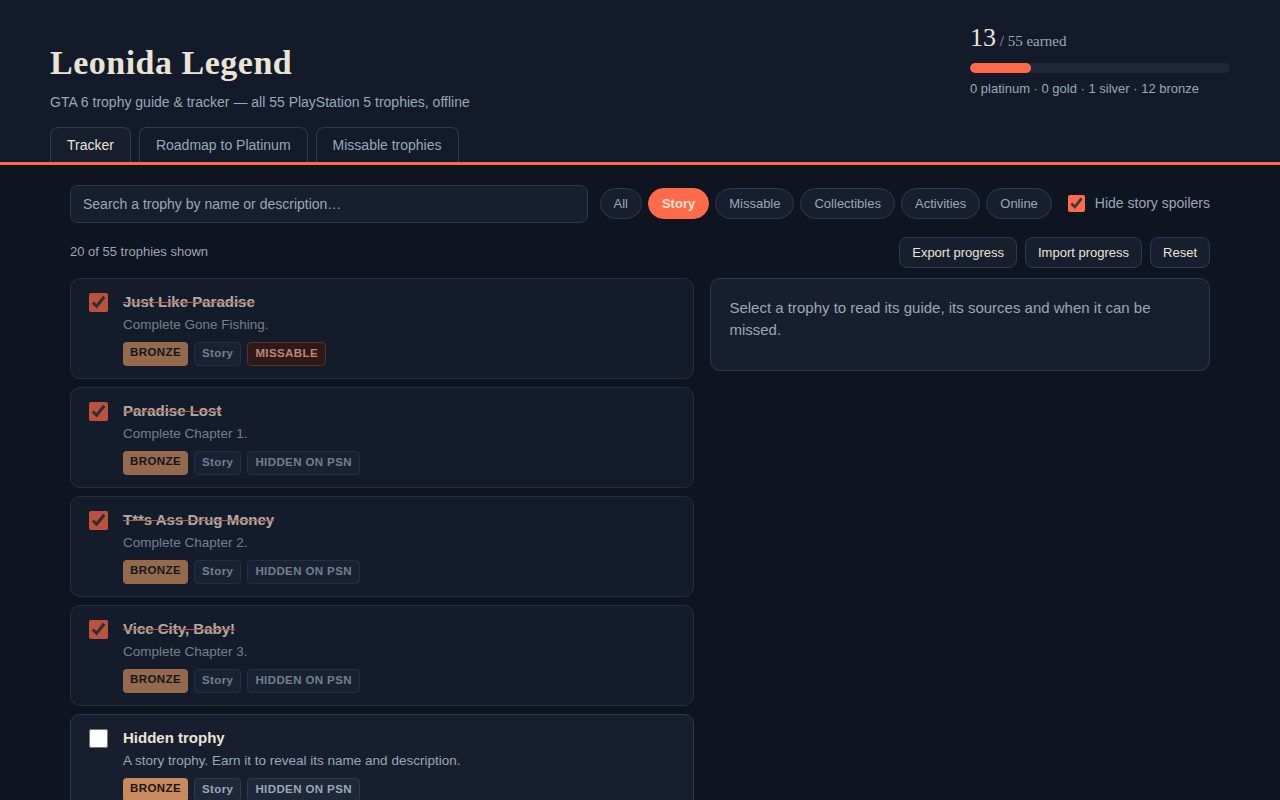 Leonida Legend
GTA 6 trophy guide & tracker — all 55 PlayStation 5 trophies, offline
13 / 55 earned
0 platinum · 0 gold · 1 silver · 12 bronze
Tracker
Roadmap to Platinum
Missable trophies
Search a trophy by name or description…
All
Story
Missable
Collectibles
Activities
Online
Hide story spoilers
20 of 55 trophies shown
Export progress
Import progress
Reset
Just Like Paradise
Complete Gone Fishing.
BRONZE Story MISSABLE
Paradise Lost
Complete Chapter 1.
BRONZE Story HIDDEN ON PSN
T**s Ass Drug Money
Complete Chapter 2.
BRONZE Story HIDDEN ON PSN
Vice City, Baby!
Complete Chapter 3.
BRONZE Story HIDDEN ON PSN
Hidden trophy
A story trophy. Earn it to reveal its name and description.
BRONZE Story HIDDEN ON PSN
Select a trophy to read its guide, its sources and when it can be
missed.